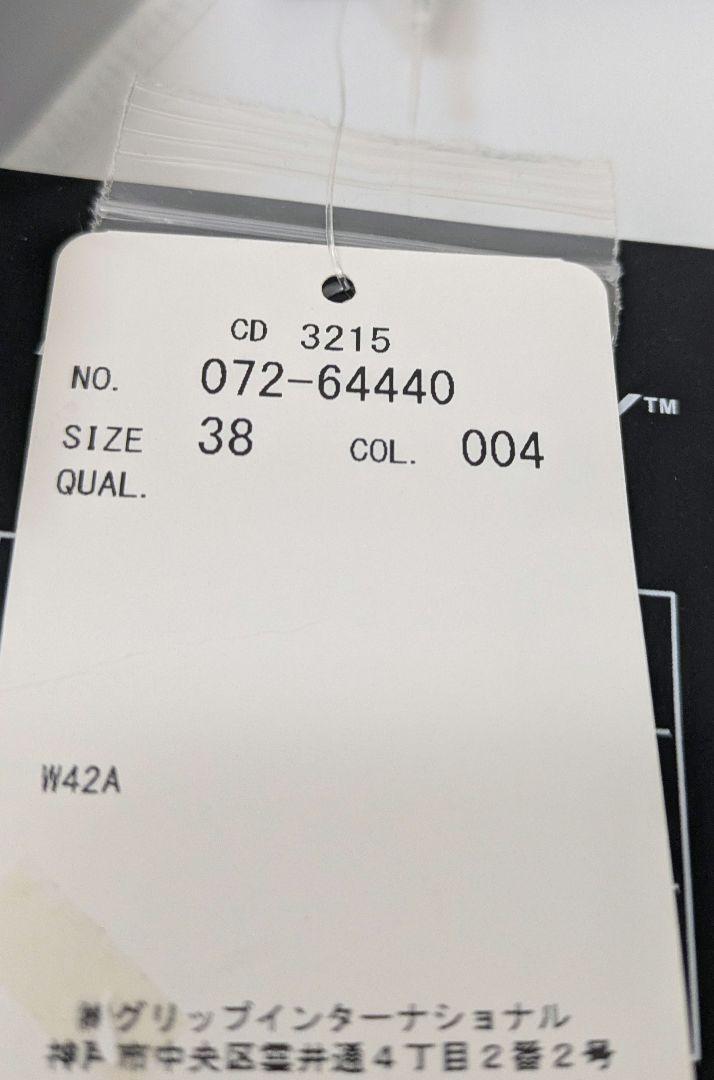 CD 3215
NO. 072-64440
TM
SIZE 38 COL. 004
QUAL.
W42A
㈱グリップインターナショナル
神戸市中央区雲井通4丁目2番2号